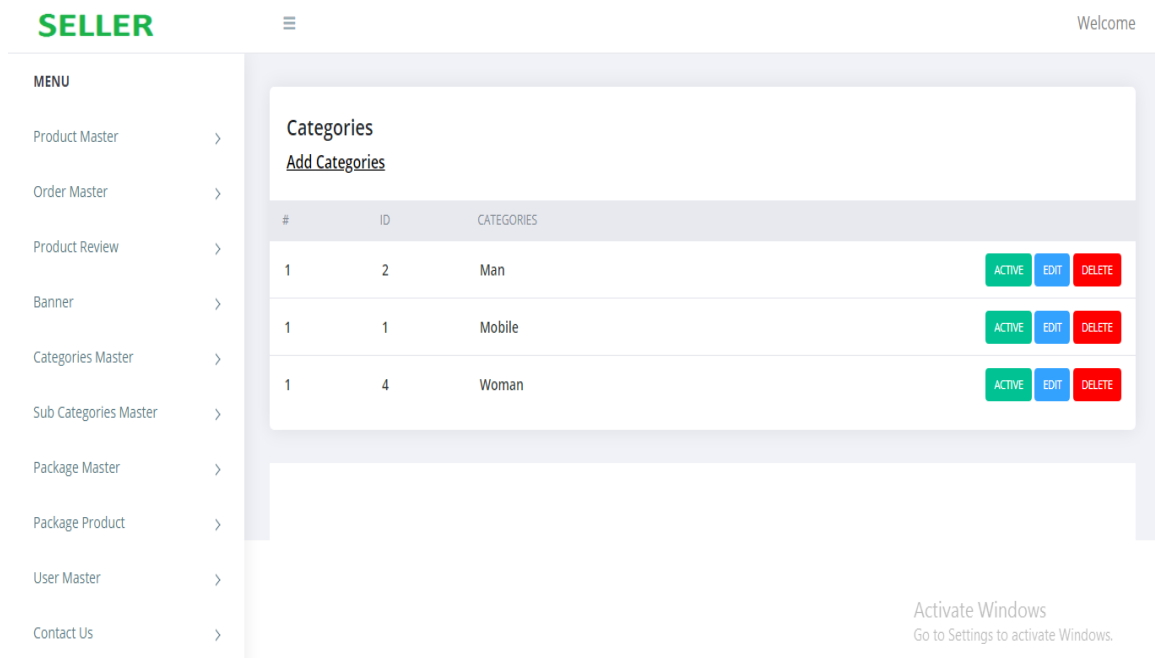 SELLER
Welcome
MENU
Product Master
Order Master
Product Review
Banner
Categories Master
Sub Categories Master
Package Master
Package Product
User Master
Contact Us
Categories
Add Categories
# ID CATEGORIES
1 2 Man ACTIVE EDIT DELETE
1 1 Mobile ACTIVE EDIT DELETE
1 4 Woman ACTIVE EDIT DELETE
Activate Windows
Go to Settings to activate Windows.